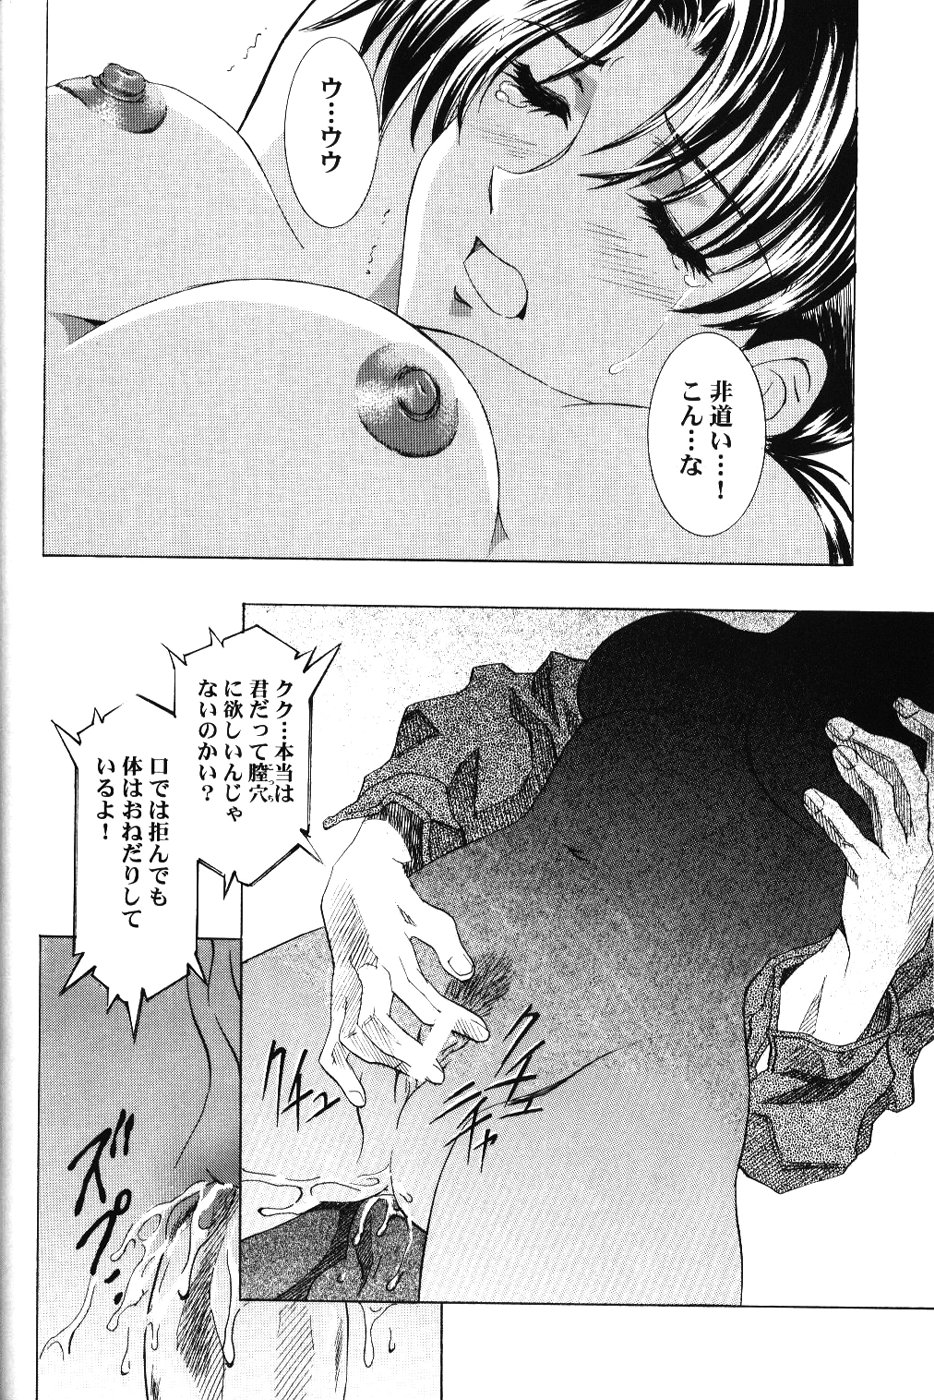 非道い…！
こん…な
ウ…ウウ
クク…本当は
君だって膣穴
こっち
に欲しいんじゃ
ないのかい？
口では拒んでも
体はおねだりして
いるよ！
クチャ
クチュ
ズプ